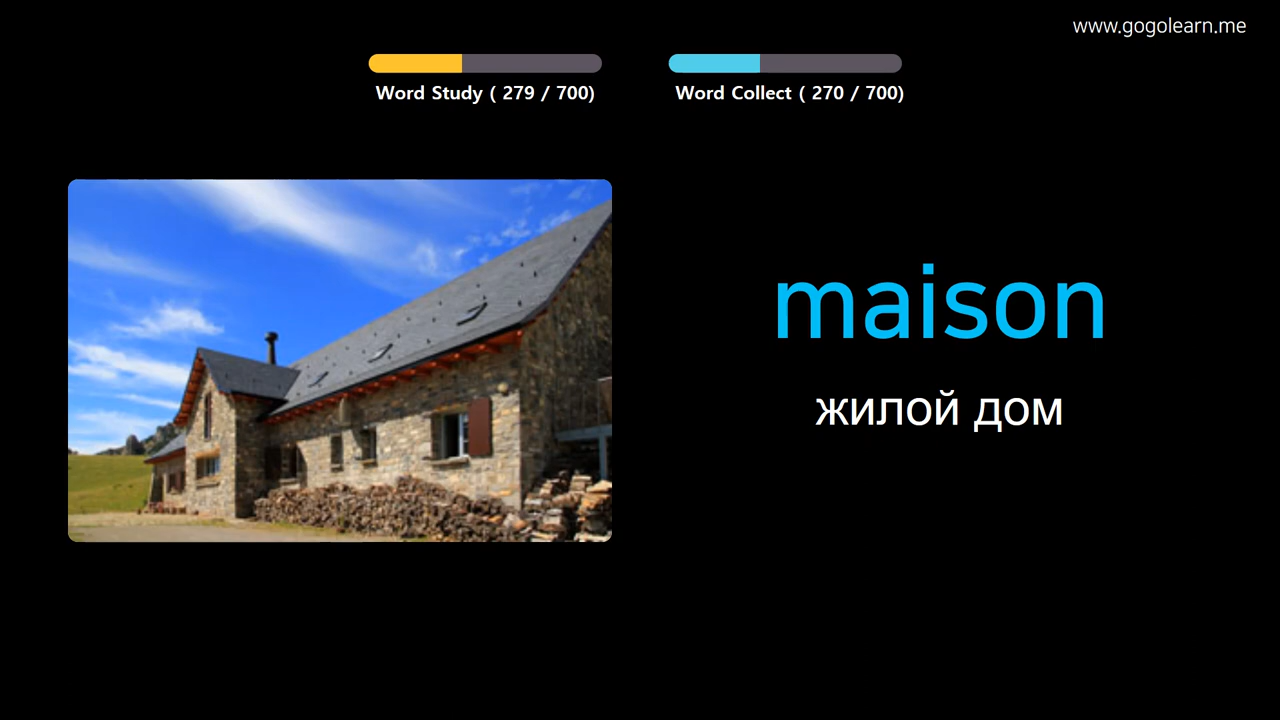 www.gogolearn.me
Word Study ( 279 / 700)
Word Collect ( 270 / 700)
maison
жилой дом